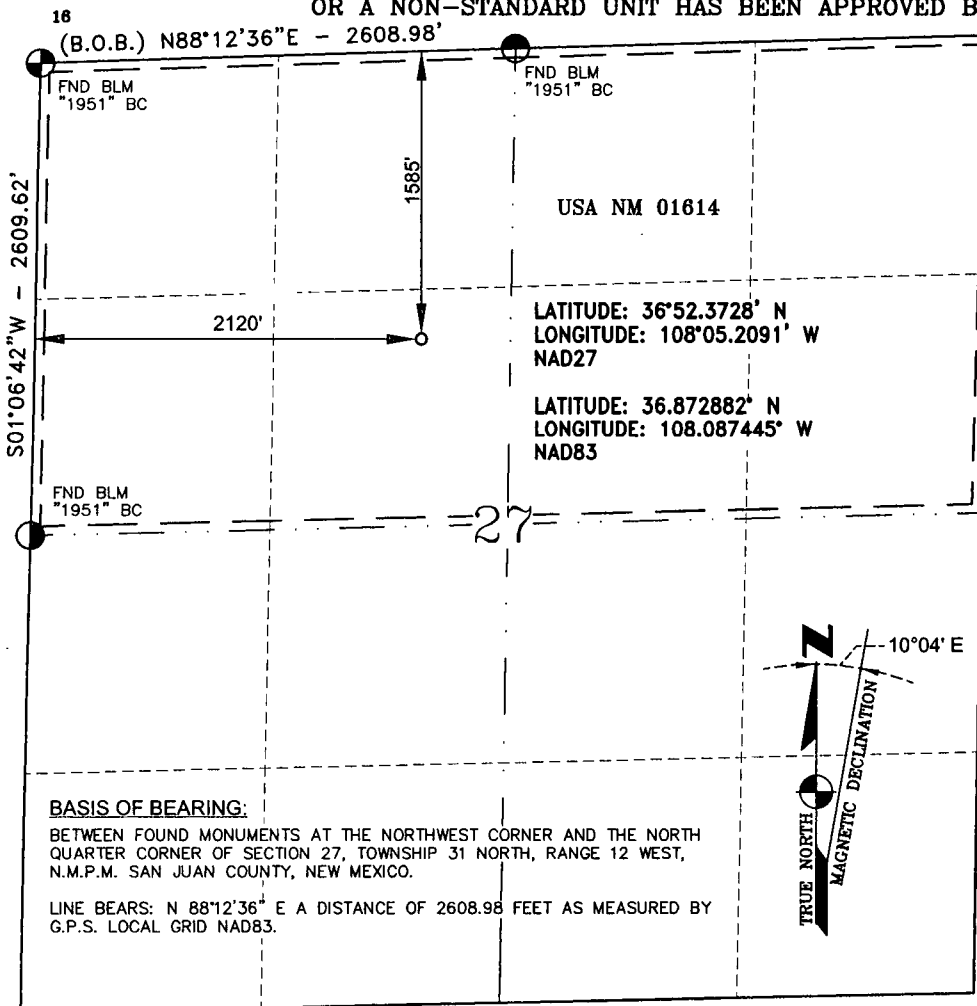 OR A NON-STANDARD UNIT HAS BEEN APPROVED B
16
(B.O.B.) N88°12'36"E - 2608.98'
FND BLM
"1951" BC
FND BLM
"1951" BC
1585'
USA NM 01614
S01°06'42"W - 2609.62'
2120'
LATITUDE: 36°52.3728' N
LONGITUDE: 108°05.2091' W
NAD27
LATITUDE: 36.872882° N
LONGITUDE: 108.087445° W
NAD83
FND BLM
"1951" BC
27
N
10°04' E
TRUE NORTH
MAGNETIC DECLINATION
BASIS OF BEARING:
BETWEEN FOUND MONUMENTS AT THE NORTHWEST CORNER AND THE NORTH
QUARTER CORNER OF SECTION 27, TOWNSHIP 31 NORTH, RANGE 12 WEST,
N.M.P.M. SAN JUAN COUNTY, NEW MEXICO.
LINE BEARS: N 88°12'36" E A DISTANCE OF 2608.98 FEET AS MEASURED BY
G.P.S. LOCAL GRID NAD83.